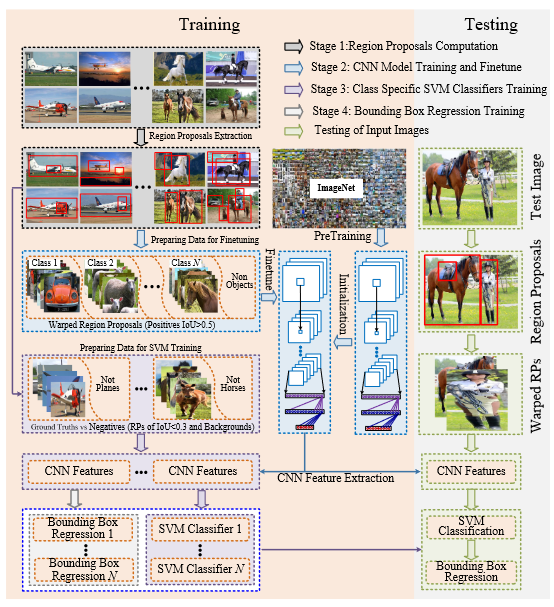 Training
Testing
Stage 1:Region Proposals Computation
Stage 2: CNN Model Training and Finetune
Stage 3: Class Specific SVM Classifiers Training
Stage 4: Bounding Box Regression Training
Testing of Input Images
Region Proposals Extraction
ImageNet
Test Image
Preparing Data for Finetuning
PreTraining
Class 1
Class 2
Class N
Non
Objects
Warped Region Proposals (Positives IoU>0.5)
Finetune
Initialization
Region Proposals
Preparing Data for SVM Training
Not
Planes
Not
Horses
Ground Truths vs Negatives (RPs of IoU<0.3 and Backgrounds)
Warped RPs
CNN Features
CNN Features
CNN Feature Extraction
CNN Features
Bounding Box
Regression 1
SVM Classifier 1
SVM
Classification
Bounding Box
Regression N
SVM Classifier N
Bounding Box
Regression